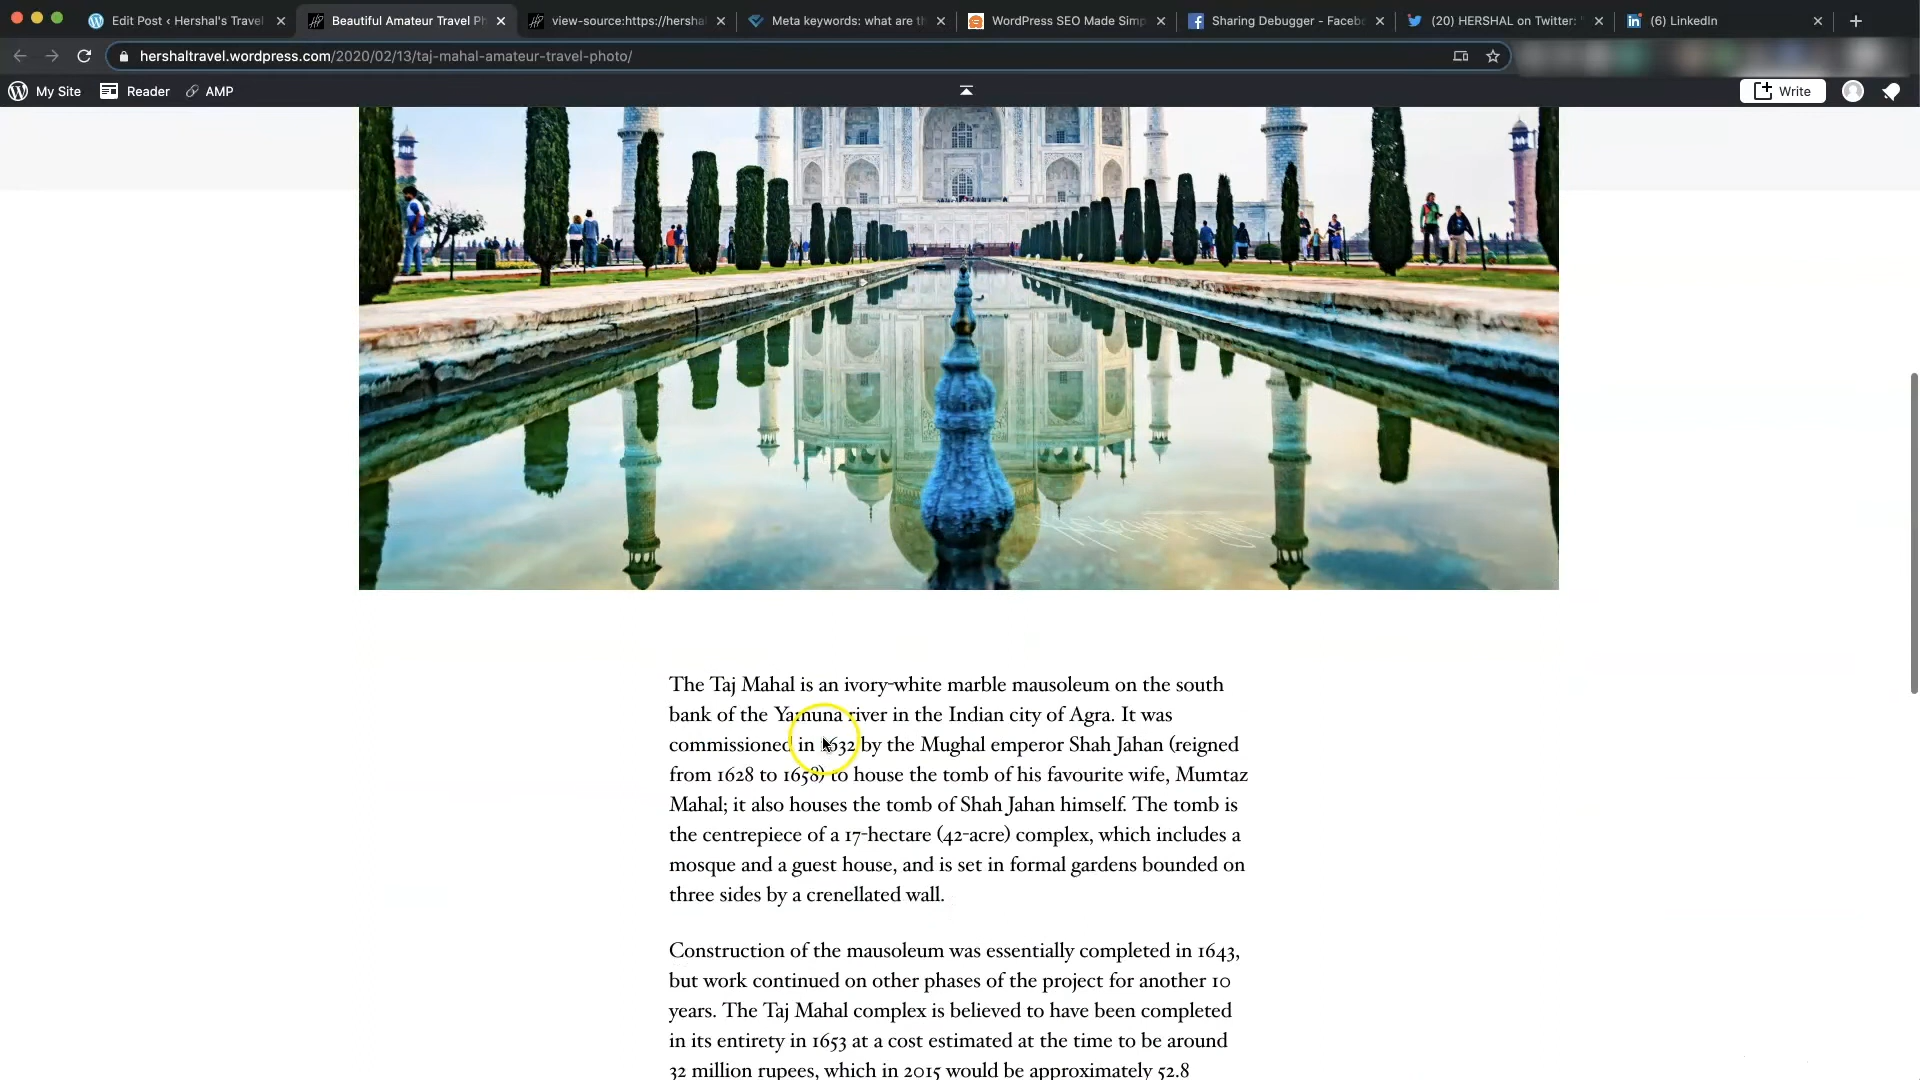 Edit Post ‹ Hershal's Travel
Beautiful Amateur Travel Ph
view-source:https://hersha
Meta keywords: what are th
WordPress SEO Made Simp
Sharing Debugger - Faceb
(20) HERSHAL on Twitter: "
(6) LinkedIn
hershaltravel.wordpress.com/2020/02/13/taj-mahal-amateur-travel-photo/
My Site
Reader
AMP
Write
The Taj Mahal is an ivory-white marble mausoleum on the south
bank of the Yamuna river in the Indian city of Agra. It was
commissioned in 1632 by the Mughal emperor Shah Jahan (reigned
from 1628 to 1658) to house the tomb of his favourite wife, Mumtaz
Mahal; it also houses the tomb of Shah Jahan himself. The tomb is
the centrepiece of a 17-hectare (42-acre) complex, which includes a
mosque and a guest house, and is set in formal gardens bounded on
three sides by a crenellated wall.
Construction of the mausoleum was essentially completed in 1643,
but work continued on other phases of the project for another 10
years. The Taj Mahal complex is believed to have been completed
in its entirety in 1653 at a cost estimated at the time to be around
32 million rupees, which in 2015 would be approximately 52.8